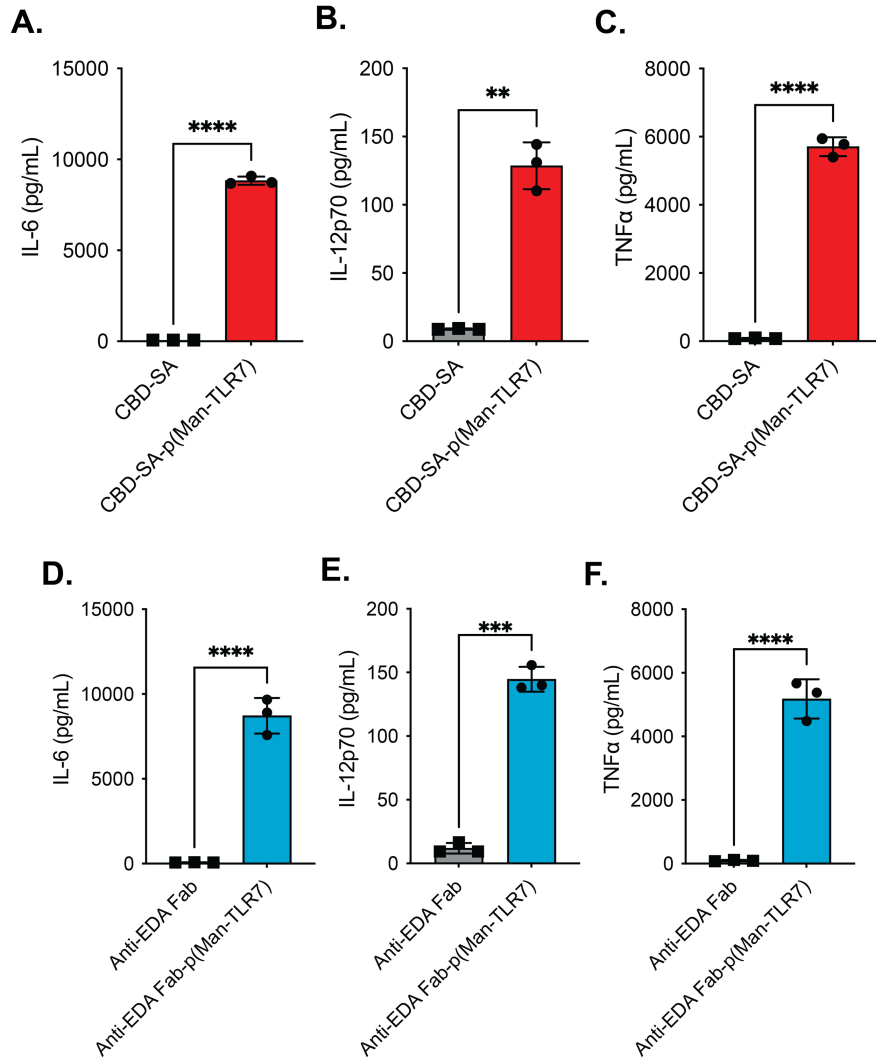 A.
B.
C.
15000
10000
5000
0
IL-6 (pg/mL)
****
CBD-SA
CBD-SA-p(Man-TLR7)
200
150
100
50
0
IL-12p70 (pg/mL)
**
CBD-SA
CBD-SA-p(Man-TLR7)
8000
6000
4000
2000
0
TNFα (pg/mL)
****
CBD-SA
CBD-SA-p(Man-TLR7)
D.
E.
F.
15000
10000
5000
0
IL-6 (pg/mL)
****
Anti-EDA Fab
Anti-EDA Fab-p(Man-TLR7)
200
150
100
50
0
IL-12p70 (pg/mL)
***
Anti-EDA Fab
Anti-EDA Fab-p(Man-TLR7)
8000
6000
4000
2000
0
TNFα (pg/mL)
****
Anti-EDA Fab
Anti-EDA Fab-p(Man-TLR7)